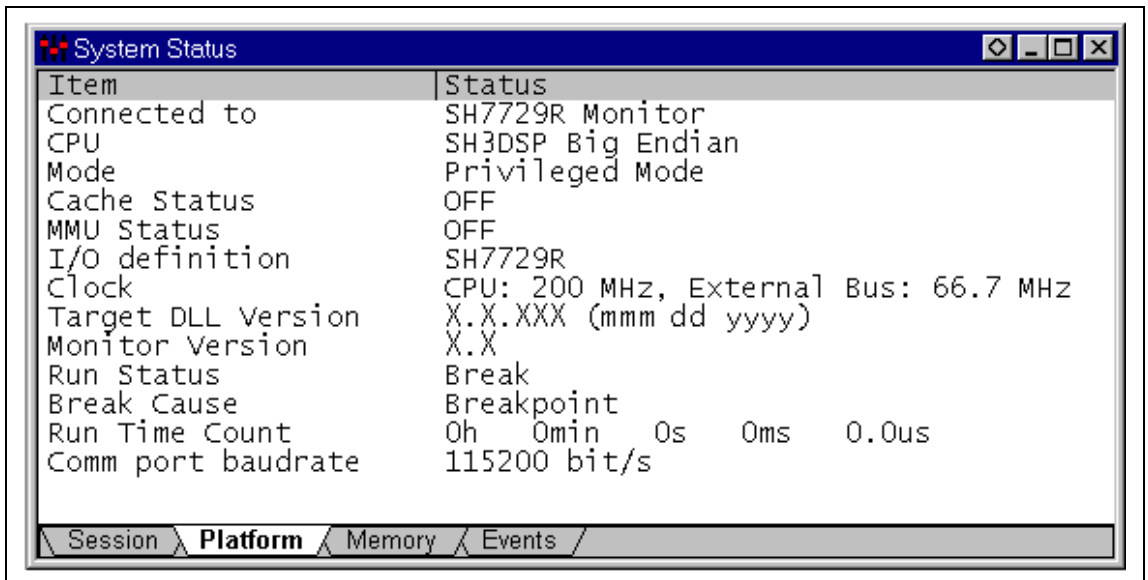 System Status
Item Status
Connected to SH7729R Monitor
CPU SH3DSP Big Endian
Mode Privileged Mode
Cache Status OFF
MMU Status OFF
I/O definition SH7729R
Clock CPU: 200 MHz, External Bus: 66.7 MHz
Target DLL Version X.X.XXX (mmm dd yyyy)
Monitor Version X.X
Run Status Break
Break Cause Breakpoint
Run Time Count 0h 0min 0s 0ms 0.0us
Comm port baudrate 115200 bit/s
Session Platform Memory Events